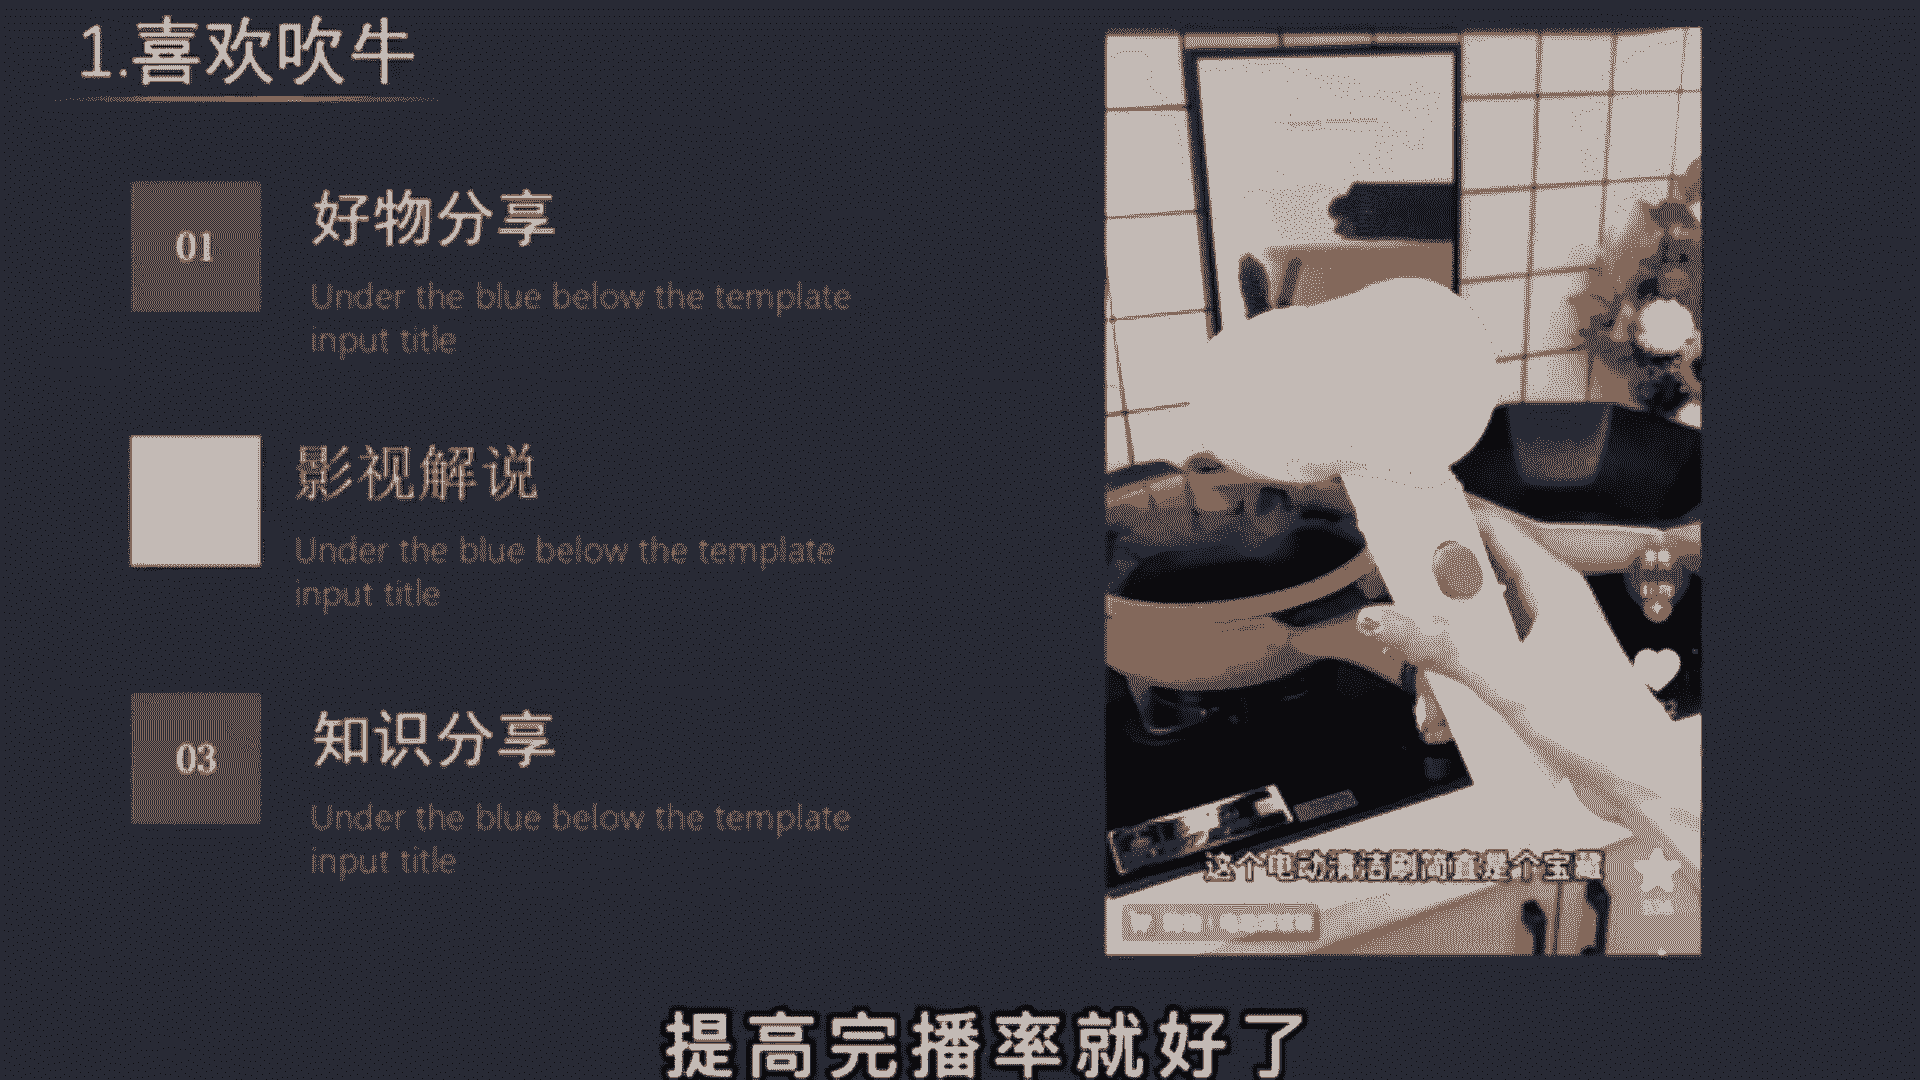 1.喜欢吹牛
01
好物分享
Under the blue below the template
input title
影视解说
Under the blue below the template
input title
03
知识分享
Under the blue below the template
input title
这个电动清洁刷简直是个宝藏
提高完播率就好了